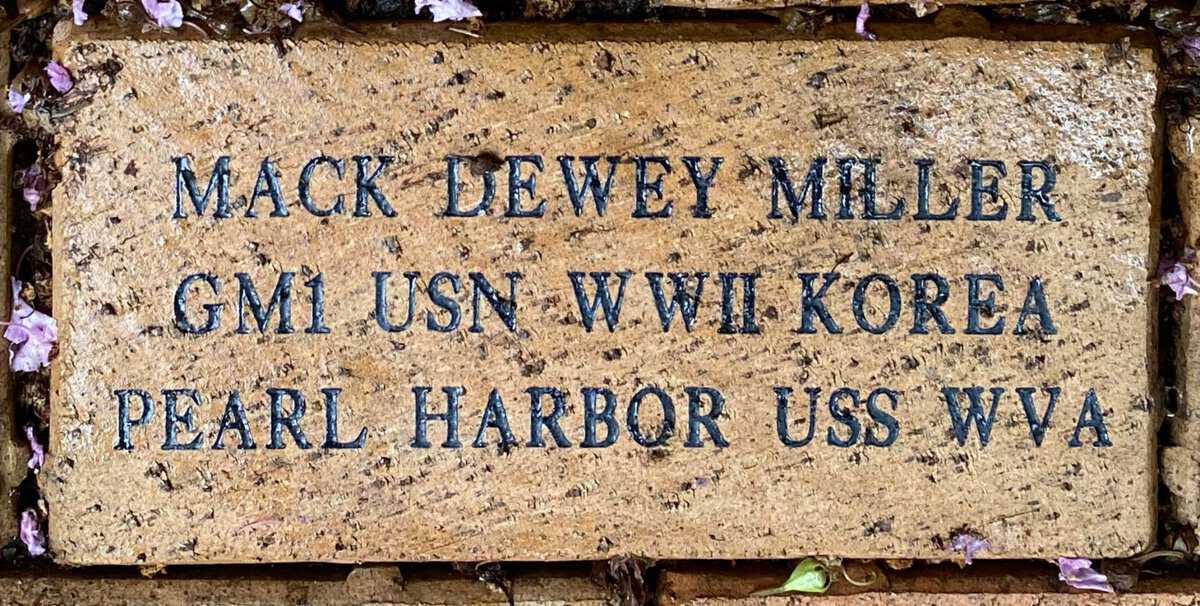 MACK DEWEY MILLER
GM1 USN WWII KOREA
PEARL HARBOR USS WVA